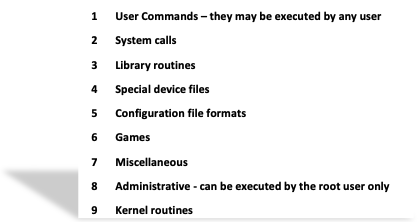 1 User Commands – they may be executed by any user
2 System calls
3 Library routines
4 Special device files
5 Configuration file formats
6 Games
7 Miscellaneous
8 Administrative - can be executed by the root user only
9 Kernel routines